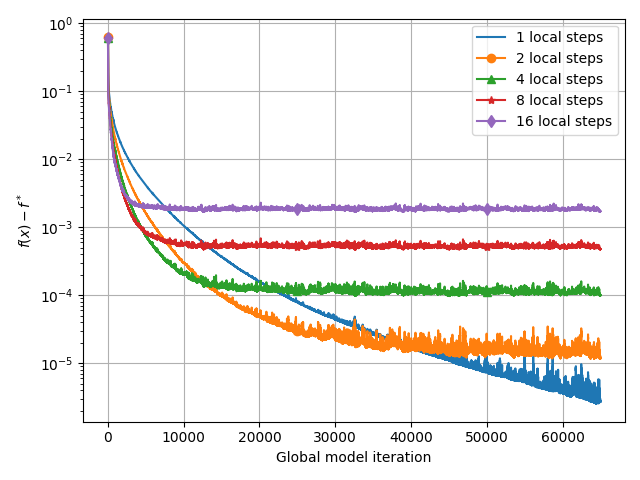 10⁰
10⁻¹
10⁻²
10⁻³
10⁻⁴
10⁻⁵
f(x) − f*
1 local steps
2 local steps
4 local steps
8 local steps
16 local steps
0 10000 20000 30000 40000 50000 60000
Global model iteration